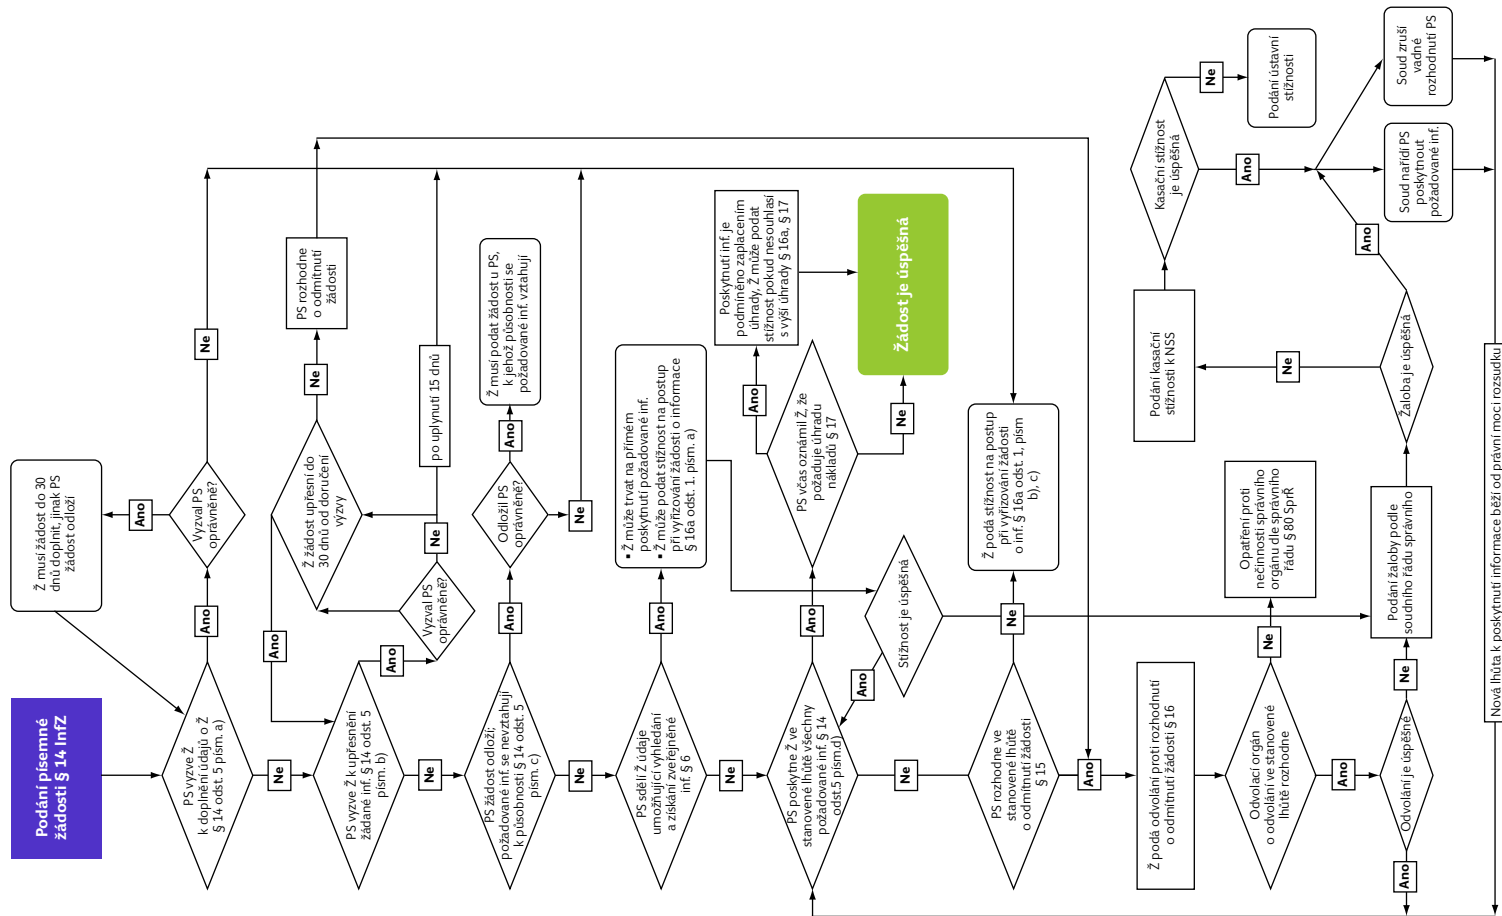 Podání písemné
žádosti § 14 InfZ
PS vyzve Ž
k doplnění údajů o Ž
§ 14 odst. 5 písm. a)
Ano
Vyzval PS
oprávněne?
Ano
Ž musí žádost do 30
dnů doplnit, jinak PS
žádost odloží
Ne
Ne
PS vyzve Ž k upřesnění
žádané inf. § 14 odst. 5
písm. b)
Ano
Vyzval PS
oprávněně?
Ano
Ne
Ž žádost upřesní do
30 dnů od doručení
výzvy
Ne
PS rozhodne
o odmítnutí
žádosti
po uplynutí 15 dnů
Ne
PS žádost odloží;
požadované inf. se nevztahují
k působnosti § 14 odst. 5
písm. c)
Ano
Odložil PS
oprávněne?
Ano
Ž musí podat žádost u PS,
k jehož působnosti se
požadované inf. vztahují
Ne
Ne
PS sdělí Ž údaje
umožňující vyhledání
a získání zveřejněné
inf. § 6
Ano
▪ Ž může trvat na přímém
poskytnutí požadované inf.
▪ Ž může podat stížnost na postup
při vyřizování žádosti o informace
§ 16a odst. 1. písm. a)
Ne
PS poskytne Ž ve
stanovené lhůtě všechny
požadované inf. § 14
odst.5 písm.d)
Ano
PS včas oznámil Ž, že
požaduje úhradu
nákladů § 17
Ano
Poskytnutí inf. je
podmíněno zaplacením
úhrady, Ž může podat
stížnost pokud nesouhlasí
s výší úhrady § 16a, § 17
Ne
Žádost je úspěšná
Ano
Stížnost je úspěšná
Ne
PS rozhodne ve
stanovené lhůtě
o odmítnutí žádosti
§ 15
Ne
Ž podá stížnost na postup
při vyřizování žádosti
o inf. § 16a odst. 1, písm
b), c)
Ano
Ž podá odvolání proti rozhodnutí
o odmítnutí žádosti § 16
Odvolací orgán
o odvolání ve stanovené
lhůtě rozhodne
Ne
Opatření proti
nečinnosti správního
orgánu dle správního
řádu § 80 SprŘ
Ano
Odvolání je úspěšné
Ano
Ne
Podání žaloby podle
soudního řádu správního
Žaloba je úspěšná
Ne
Podání kasační
stížnosti k NSS
Ano
Kasační stížnost
je úspěšná
Ne
Podání ústavní
stížnosti
Ano
Soud nařídí PS
poskytnout
požadované inf.
Soud zruší
vadné
rozhodnutí PS
Nová lhůta k poskytnutí informace běží od právní moci rozsudku